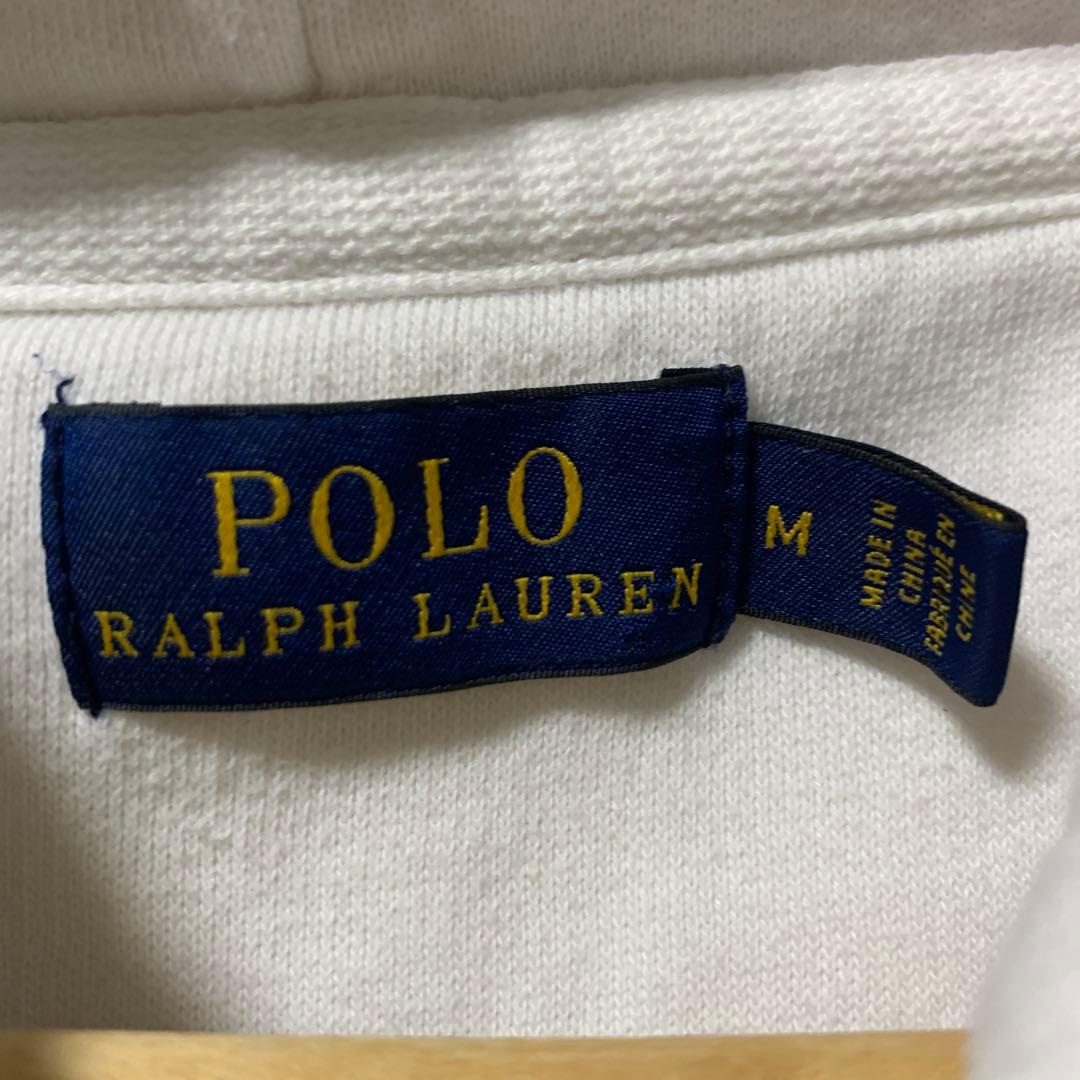 POLO
RALPH LAUREN
M
MADE IN
CHINA
FABRIQUÉ EN
CHINE